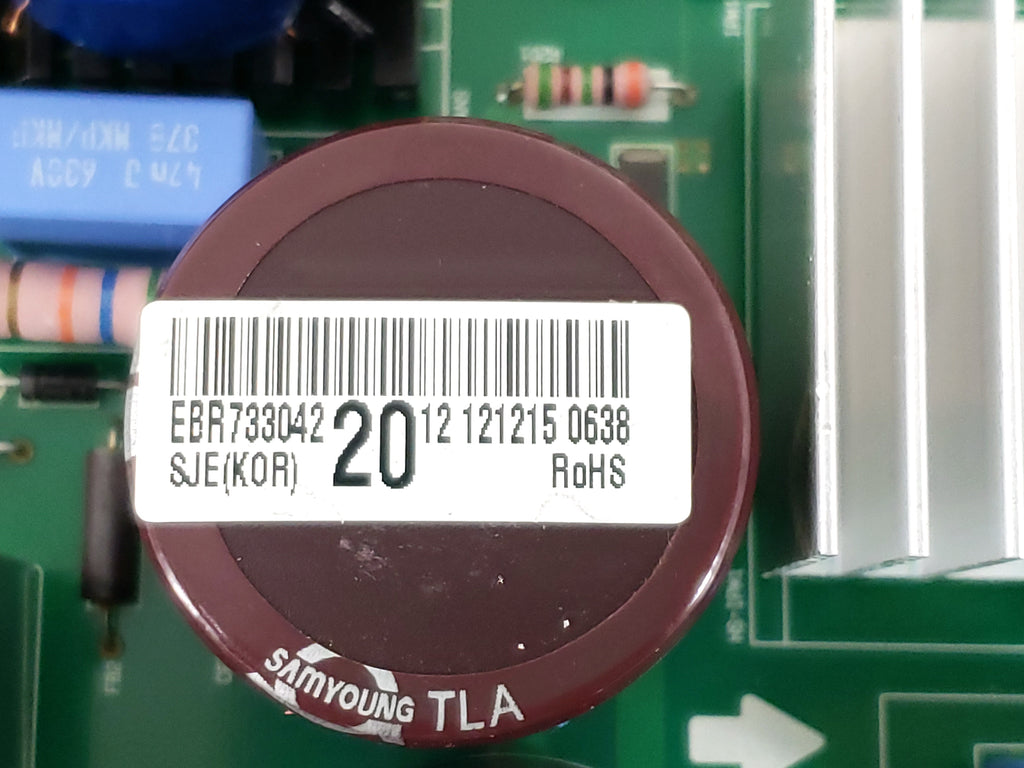 378 MKP/MKP
47n J 630V
EBR733042 20 12 121215 0638
SJE(KOR) RoHS
SAMYOUNG TLA